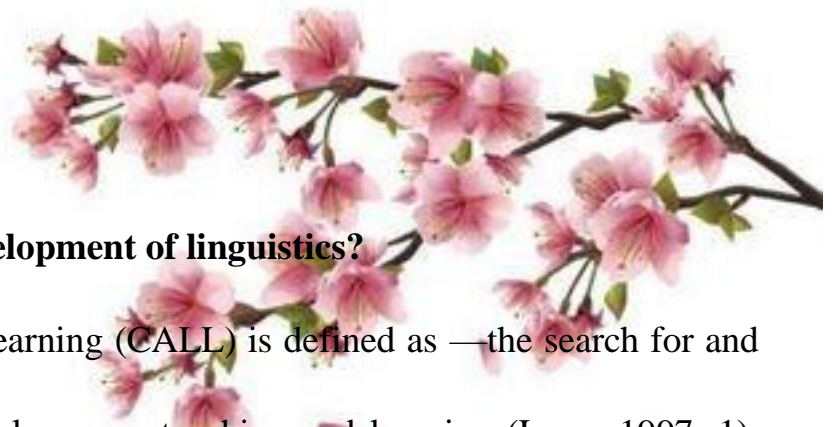 elopment of linguistics?
earning (CALL) is defined as —the search for and